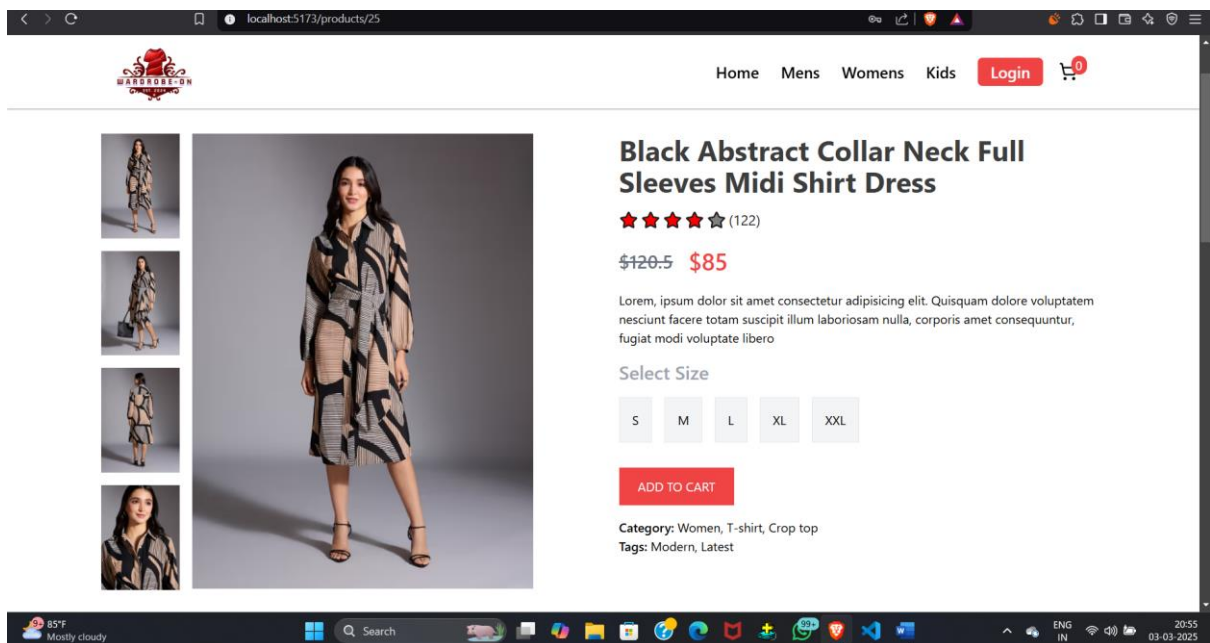 localhost:5173/products/25
WARDROBE-ON
EST. 2024
Home Mens Womens Kids Login 0
Black Abstract Collar Neck Full
Sleeves Midi Shirt Dress
(122)
$120.5 $85
Lorem, ipsum dolor sit amet consectetur adipisicing elit. Quisquam dolore voluptatem
nesciunt facere totam suscipit illum laboriosam nulla, corporis amet consequuntur,
fugiat modi voluptate libero
Select Size
S M L XL XXL
ADD TO CART
Category: Women, T-shirt, Crop top
Tags: Modern, Latest
9+ 85°F
Mostly cloudy
Search
99+
ENG
IN
20:55
03-03-2025